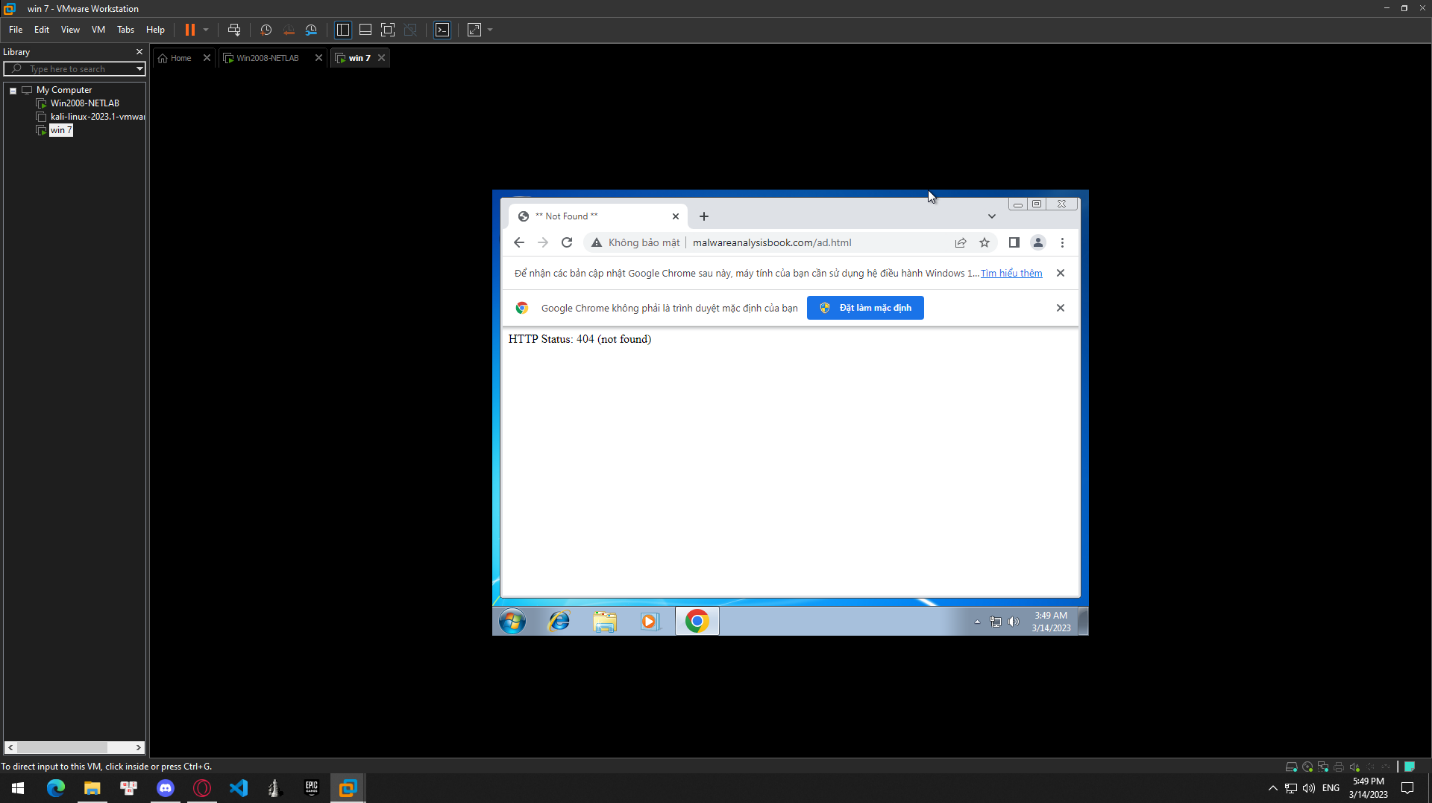 win 7 - VMware Workstation
File Edit View VM Tabs Help
Library
Type here to search
My Computer
Win2008-NETLAB
kali-linux-2023.1-vmwar
win 7
Home
Win2008-NETLAB
win 7
** Not Found **
Không bảo mật
malwareanalysisbook.com/ad.html
Để nhận các bản cập nhật Google Chrome sau này, máy tính của bạn cần sử dụng hệ điều hành Windows 1... Tìm hiểu thêm
Google Chrome không phải là trình duyệt mặc định của bạn
Đặt làm mặc định
HTTP Status: 404 (not found)
3:49 AM
3/14/2023
To direct input to this VM, click inside or press Ctrl+G.
EPIC
GAMES
ENG
5:49 PM
3/14/2023